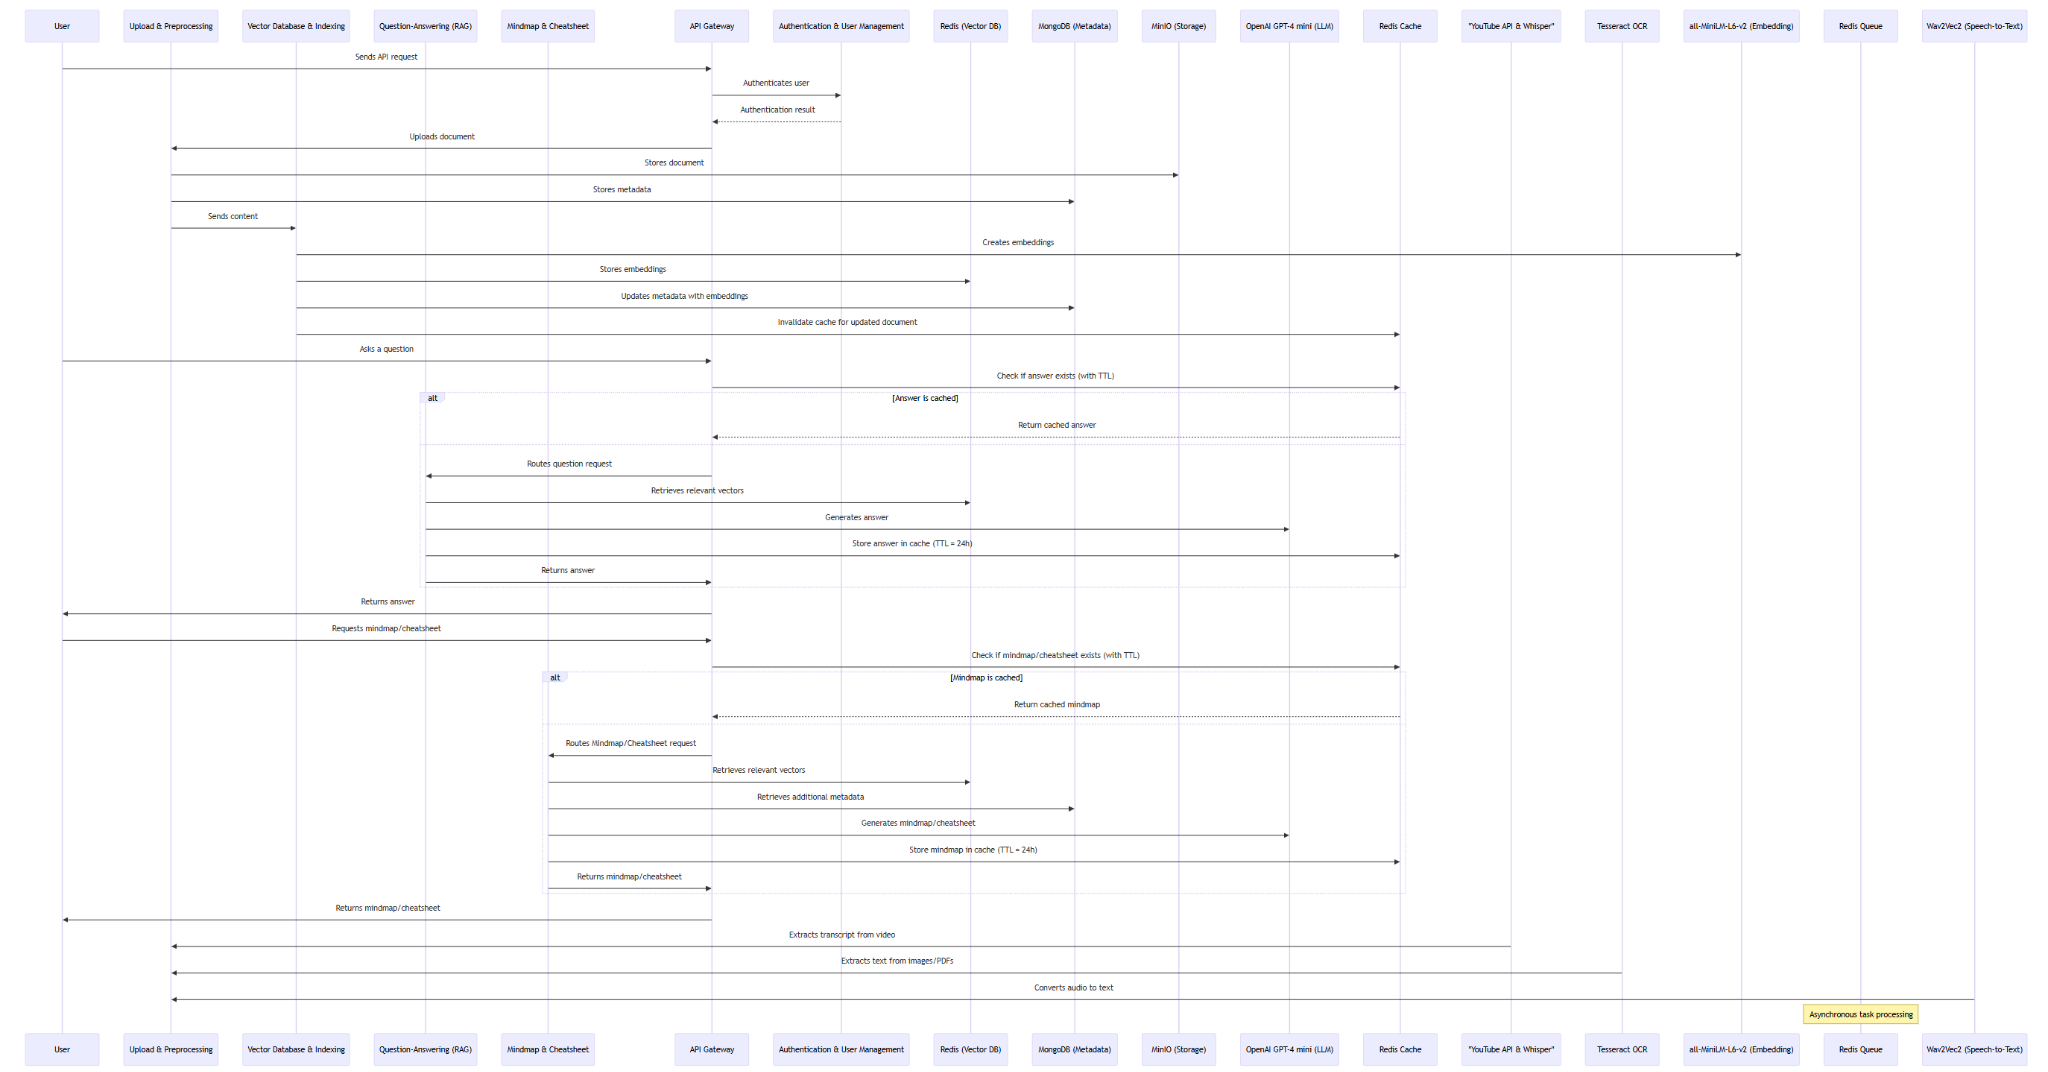 User
Upload & Preprocessing
Vector Database & Indexing
Question-Answering (RAG)
Mindmap & Cheatsheet
API Gateway
Authentication & User Management
Redis (Vector DB)
MongoDB (Metadata)
MinIO (Storage)
OpenAI GPT-4 mini (LLM)
Redis Cache
"YouTube API & Whisper"
Tesseract OCR
all-MiniLM-L6-v2 (Embedding)
Redis Queue
Wav2Vec2 (Speech-to-Text)
Sends API request
Authenticates user
Authentication result
Uploads document
Stores document
Stores metadata
Sends content
Creates embeddings
Stores embeddings
Updates metadata with embeddings
Invalidate cache for updated document
Asks a question
Check if answer exists (with TTL)
alt
[Answer is cached]
Return cached answer
Routes question request
Retrieves relevant vectors
Generates answer
Store answer in cache (TTL = 24h)
Returns answer
Returns answer
Requests mindmap/cheatsheet
Check if mindmap/cheatsheet exists (with TTL)
alt
[Mindmap is cached]
Return cached mindmap
Routes Mindmap/Cheatsheet request
Retrieves relevant vectors
Retrieves additional metadata
Generates mindmap/cheatsheet
Store mindmap in cache (TTL = 24h)
Returns mindmap/cheatsheet
Returns mindmap/cheatsheet
Extracts transcript from video
Extracts text from images/PDFs
Converts audio to text
Asynchronous task processing
User
Upload & Preprocessing
Vector Database & Indexing
Question-Answering (RAG)
Mindmap & Cheatsheet
API Gateway
Authentication & User Management
Redis (Vector DB)
MongoDB (Metadata)
MinIO (Storage)
OpenAI GPT-4 mini (LLM)
Redis Cache
"YouTube API & Whisper"
Tesseract OCR
all-MiniLM-L6-v2 (Embedding)
Redis Queue
Wav2Vec2 (Speech-to-Text)